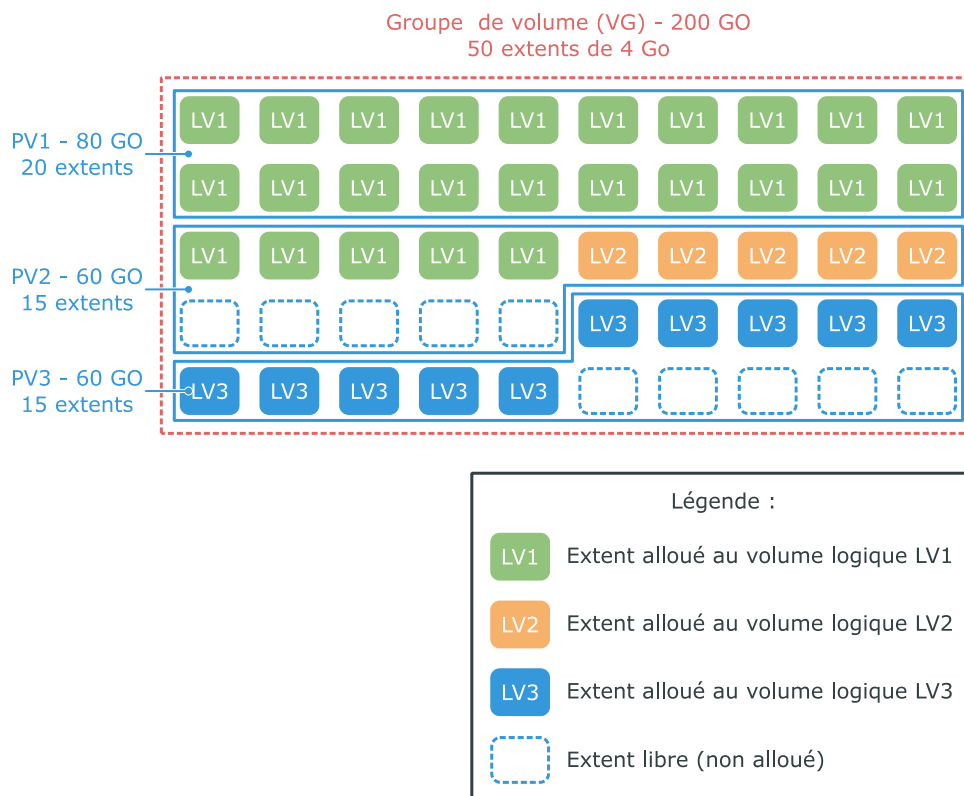 Groupe de volume (VG) - 200 GO
50 extents de 4 Go
LV1 LV1 LV1 LV1 LV1 LV1 LV1 LV1 LV1 LV1
PV1 - 80 GO
20 extents
LV1 LV1 LV1 LV1 LV1 LV1 LV1 LV1 LV1 LV1
LV1 LV1 LV1 LV1 LV1 LV2 LV2 LV2 LV2 LV2
PV2 - 60 GO
15 extents
LV3 LV3 LV3 LV3 LV3
PV3 - 60 GO
15 extents
LV3 LV3 LV3 LV3 LV3
Légende :
LV1 Extent alloué au volume logique LV1
LV2 Extent alloué au volume logique LV2
LV3 Extent alloué au volume logique LV3
Extent libre (non alloué)